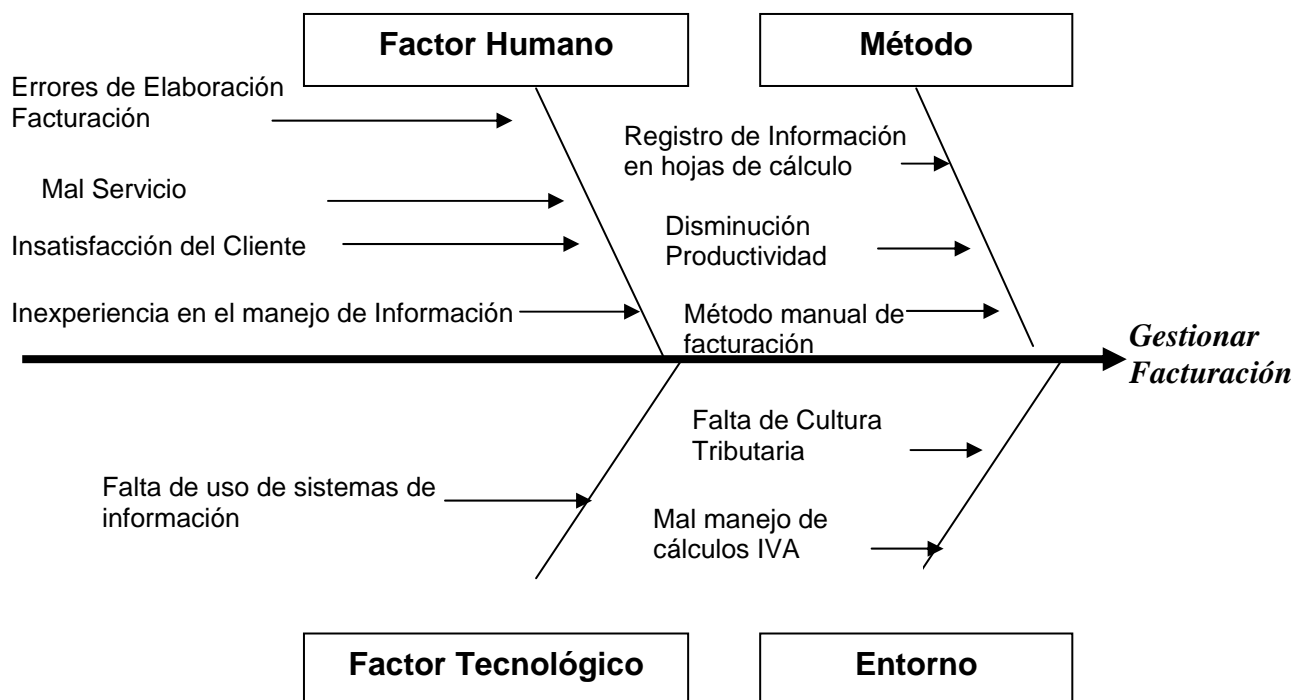 Factor Humano
Método
Errores de Elaboración
Facturación
Registro de Información
en hojas de cálculo
Mal Servicio
Disminución
Productividad
Insatisfacción del Cliente
Inexperiencia en el manejo de Información
Método manual de
facturación
Gestionar
Facturación
Falta de Cultura
Tributaria
Falta de uso de sistemas de
información
Mal manejo de
cálculos IVA
Factor Tecnológico
Entorno